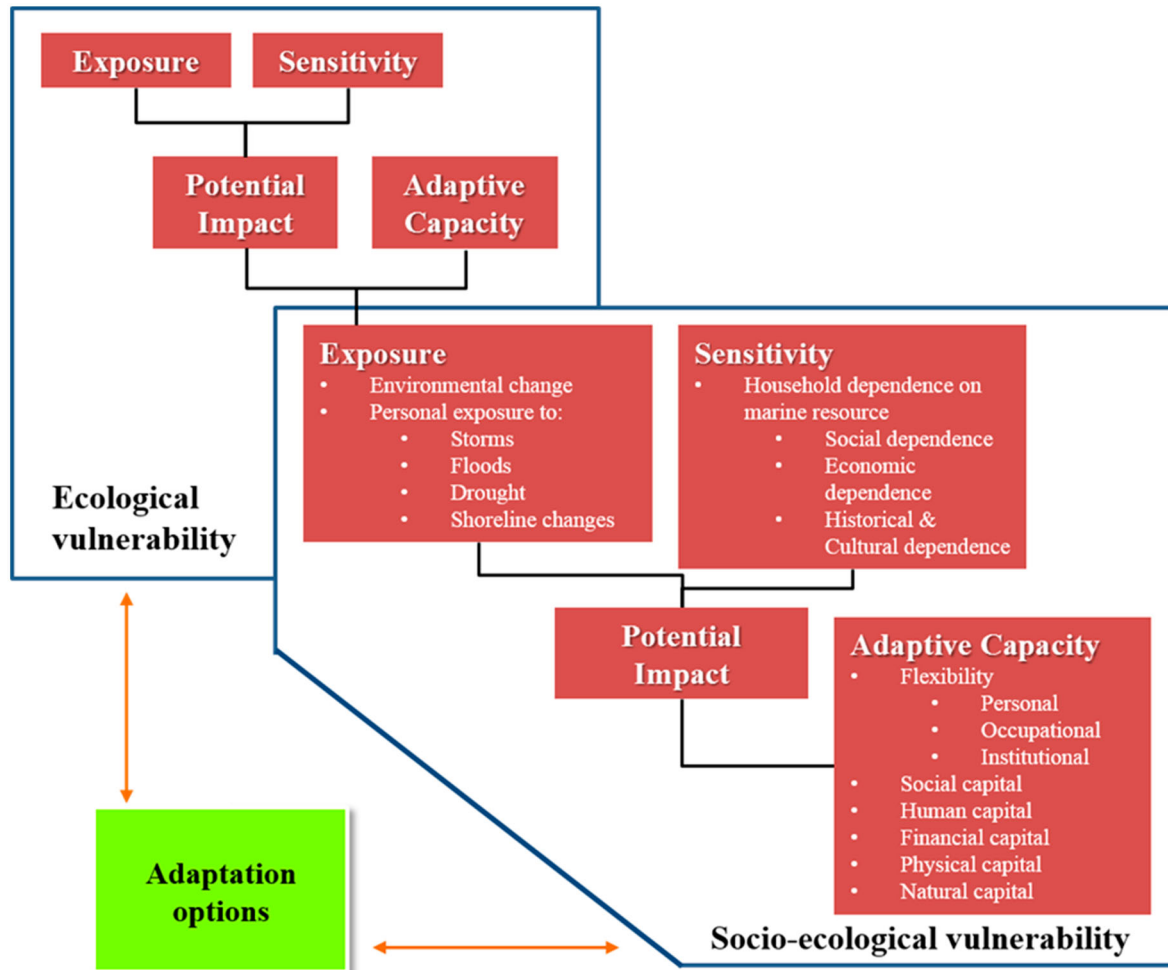 Exposure
Sensitivity
Potential
Impact
Adaptive
Capacity
Ecological
vulnerability
Exposure
• Environmental change
• Personal exposure to:
• Storms
• Floods
• Drought
• Shoreline changes
Sensitivity
• Household dependence on
marine resource
• Social dependence
• Economic
dependence
• Historical &
Cultural dependence
Potential
Impact
Adaptive Capacity
• Flexibility
• Personal
• Occupational
• Institutional
• Social capital
• Human capital
• Financial capital
• Physical capital
• Natural capital
Adaptation
options
Socio-ecological vulnerability